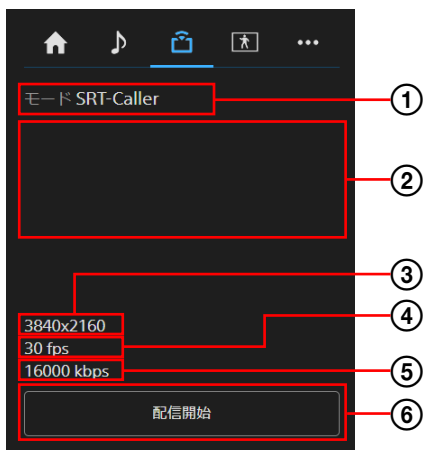 モード SRT-Caller
①
②
③
3840x2160
④
30 fps
16000 kbps
⑤
配信開始
⑥